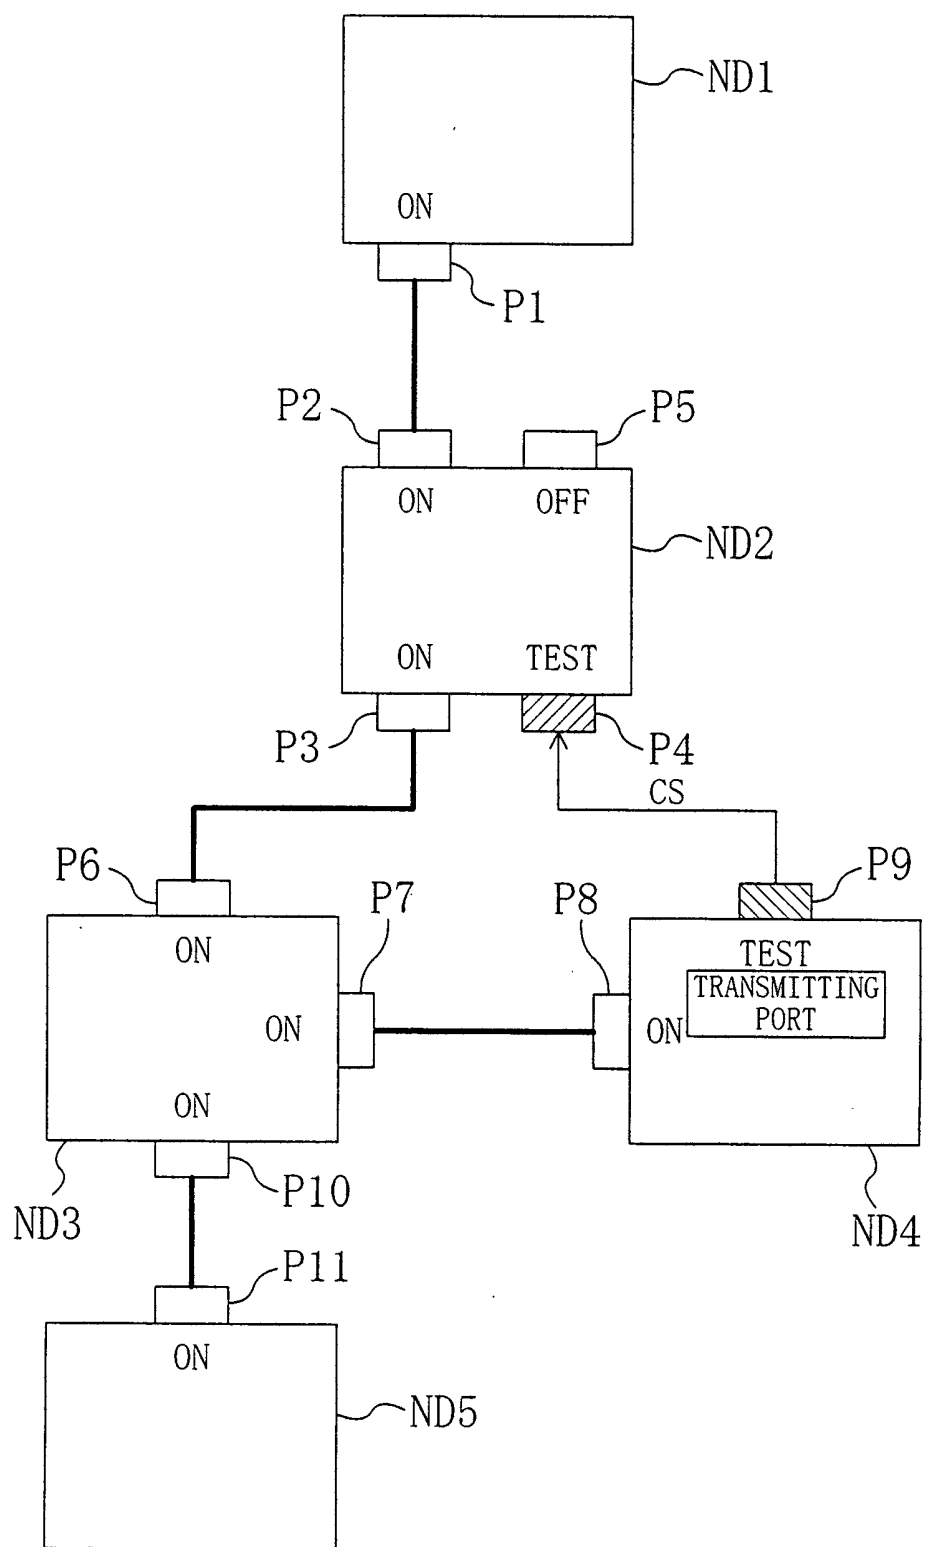 ND1
ON
P1
P2
P5
ON
OFF
ND2
ON
TEST
P3
P4
CS
P6
P7
P8
P9
ON
TEST
TRANSMITTING
PORT
ON
ON
ON
P10
ND3
ND4
P11
ON
ND5